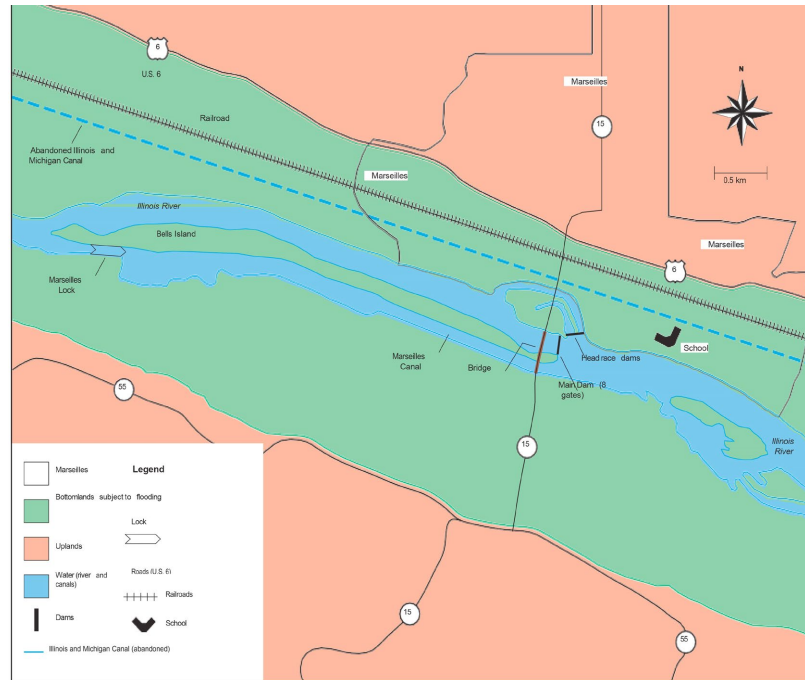 6
U.S. 6
Marseilles
N
15
Railroad
0.5 km
Abandoned Illinois and
Michigan Canal
Marseilles
Illinois River
Bells Island
Marseilles
6
Marseilles
Lock
School
Marseilles
Canal
Bridge
Head race dams
Main Dam (8
gates)
55
15
Illinois
River
Legend
Marseilles
Bottomlands subject to flooding
Lock
Uplands
Roads (U.S. 6)
Water (river and
canals)
Railroads
Dams
School
Illinois and Michigan Canal (abandoned)
15
55